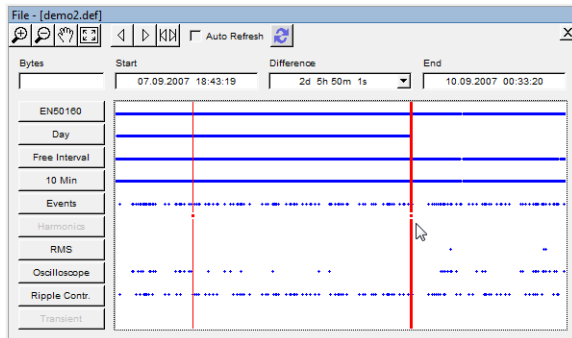 File - [demo2.def]
Auto Refresh
Bytes Start Difference End
07.09.2007 18:43:19 2d 5h 50m 1s 10.09.2007 00:33:20
EN50160
Day
Free Interval
10 Min
Events
Harmonics
RMS
Oscilloscope
Ripple Contr.
Transient